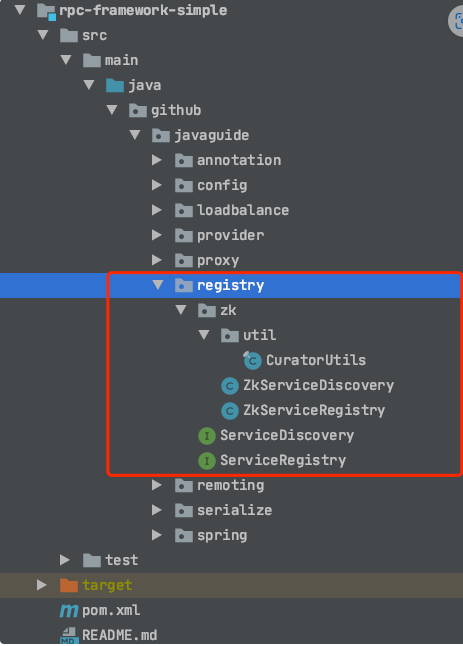 rpc-framework-simple
src
main
java
github
javaguide
annotation
config
loadbalance
provider
proxy
registry
zk
util
C CuratorUtils
C ZkServiceDiscovery
C ZkServiceRegistry
I ServiceDiscovery
I ServiceRegistry
remoting
serialize
spring
test
target
m pom.xml
MD README.md